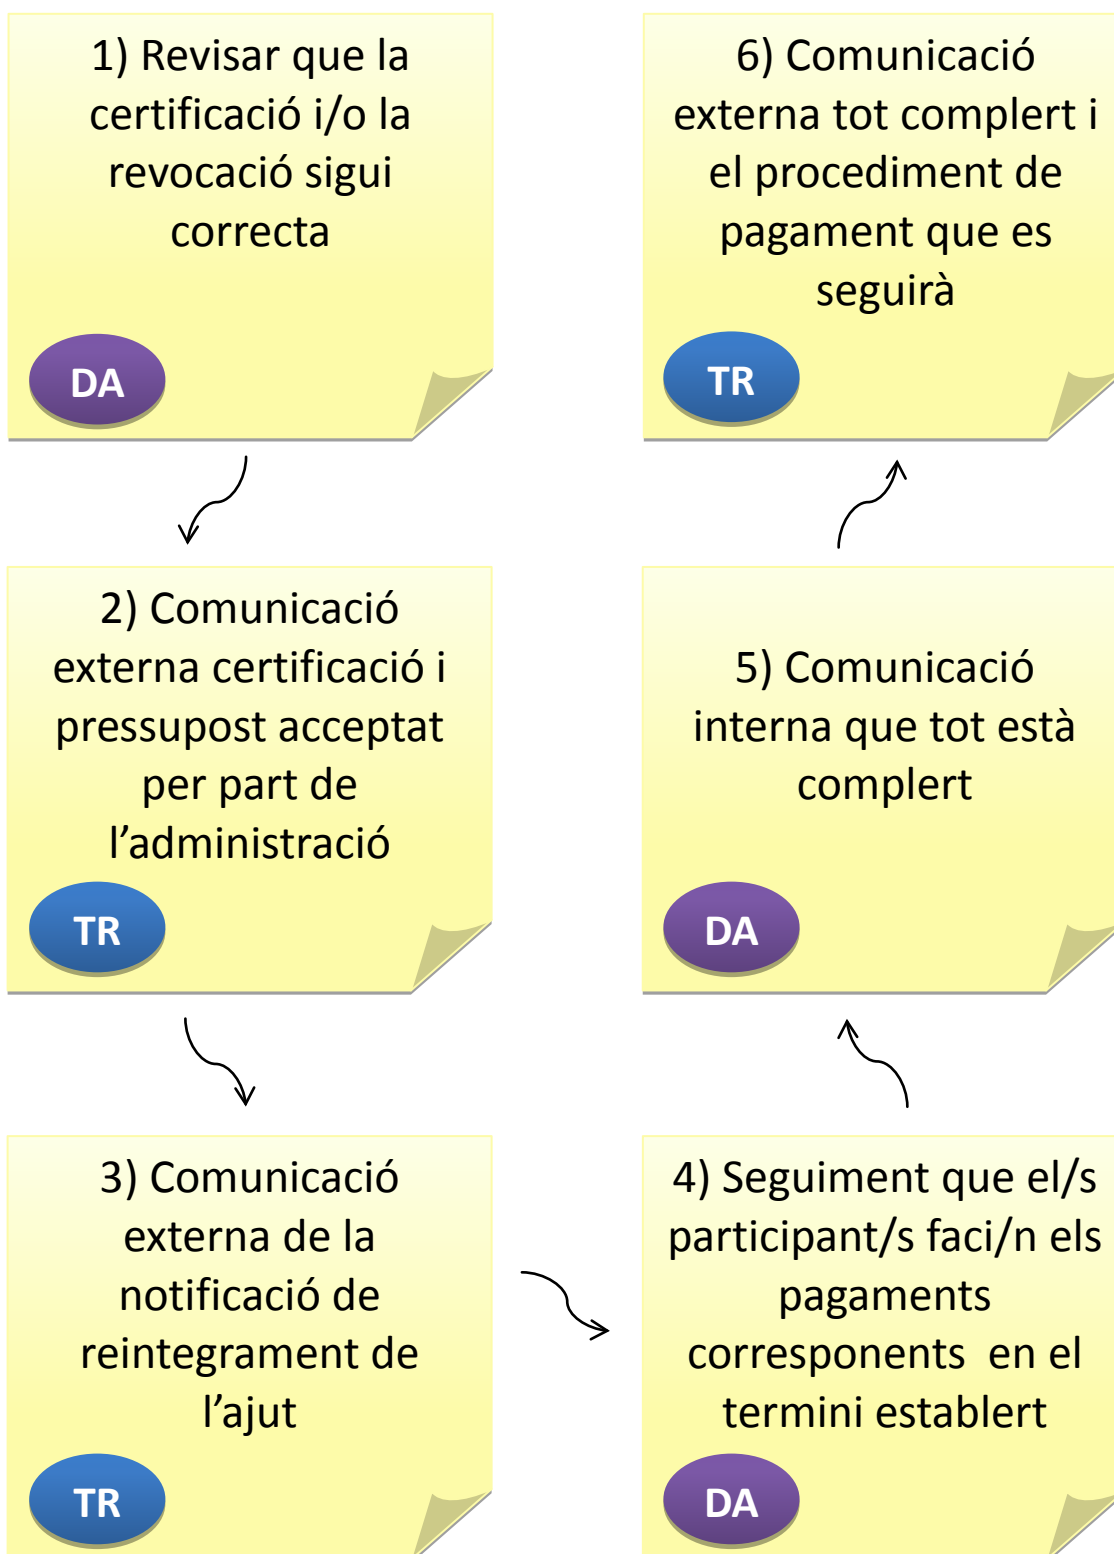 1) Revisar que la
certificació i/o la
revocació sigui
correcta
DA
2) Comunicació
externa certificació i
pressupost acceptat
per part de
l’administració
TR
3) Comunicació
externa de la
notificació de
reintegrament de
l’ajut
TR
4) Seguiment que el/s
participant/s faci/n els
pagaments
corresponents en el
termini establert
DA
5) Comunicació
interna que tot està
complert
DA
6) Comunicació
externa tot complert i
el procediment de
pagament que es
seguirà
TR